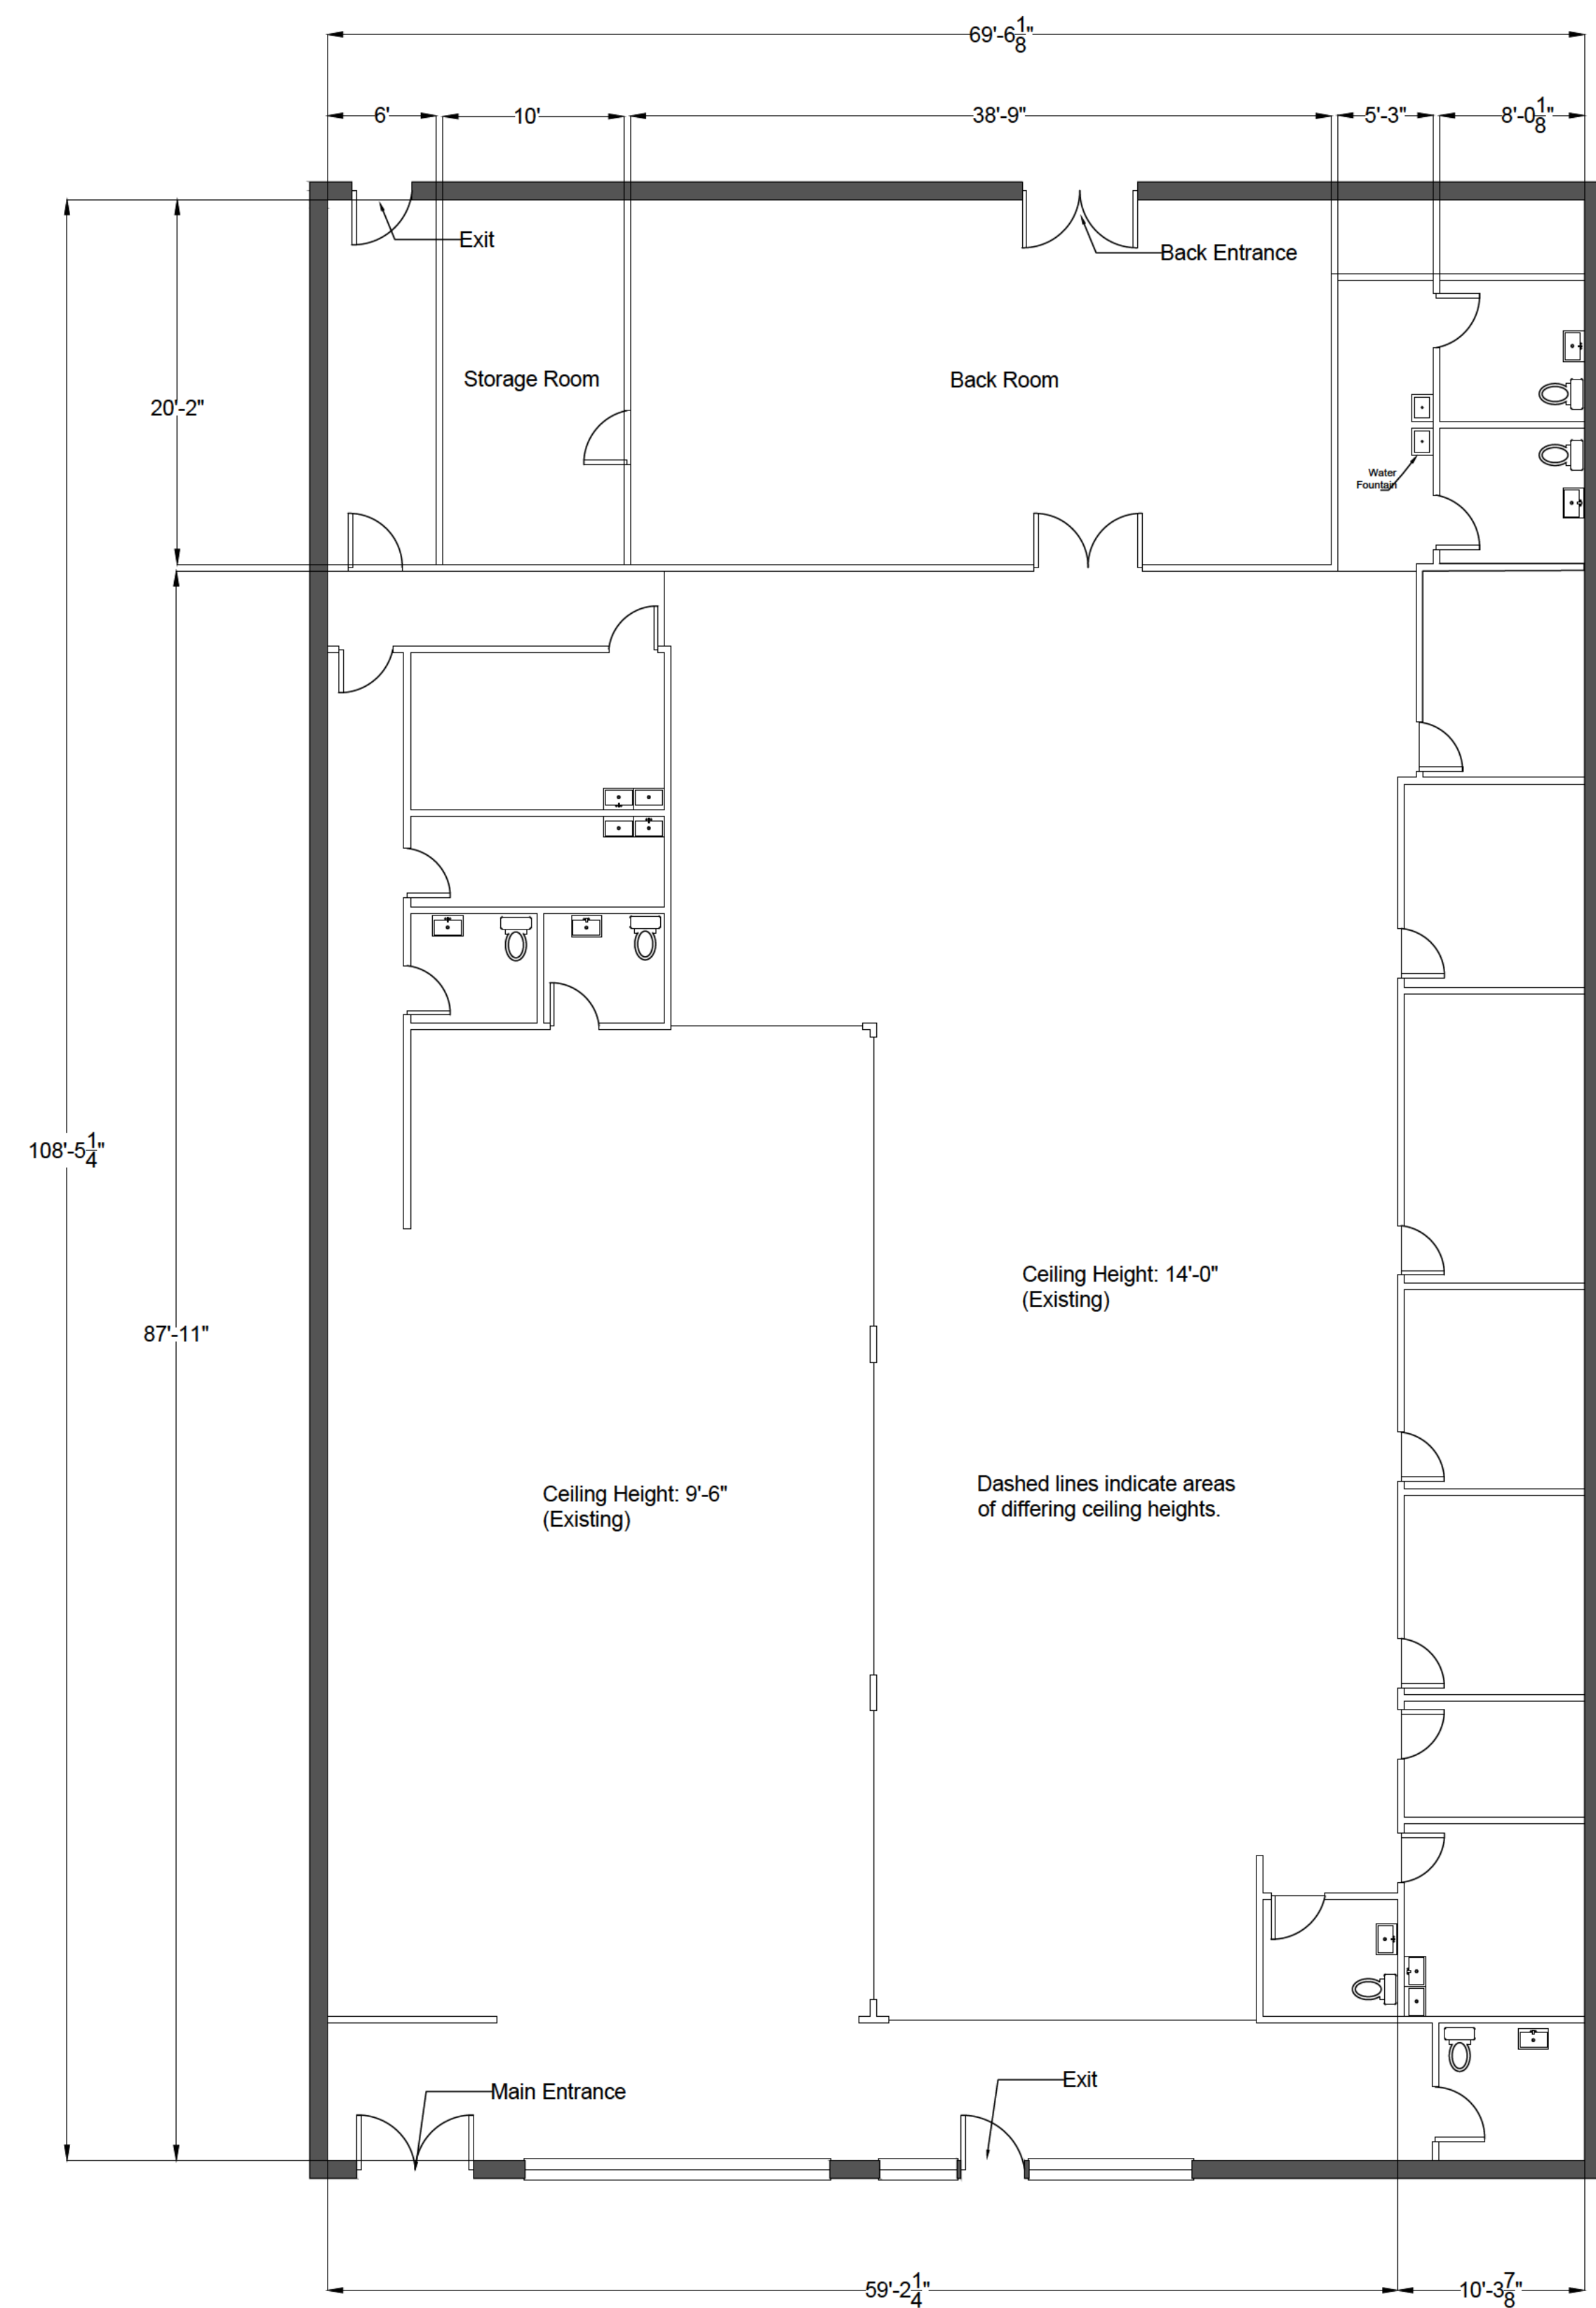 69'-6 1/8"
6'
10'
38'-9"
5'-3"
8'-0 1/8"
Exit
Back Entrance
Storage Room
Back Room
20'-2"
Water
Fountain
108'-5 1/4"
Ceiling Height: 14'-0"
(Existing)
87'-11"
Ceiling Height: 9'-6"
(Existing)
Dashed lines indicate areas
of differing ceiling heights.
Main Entrance
Exit
59'-2 1/4"
10'-3 7/8"